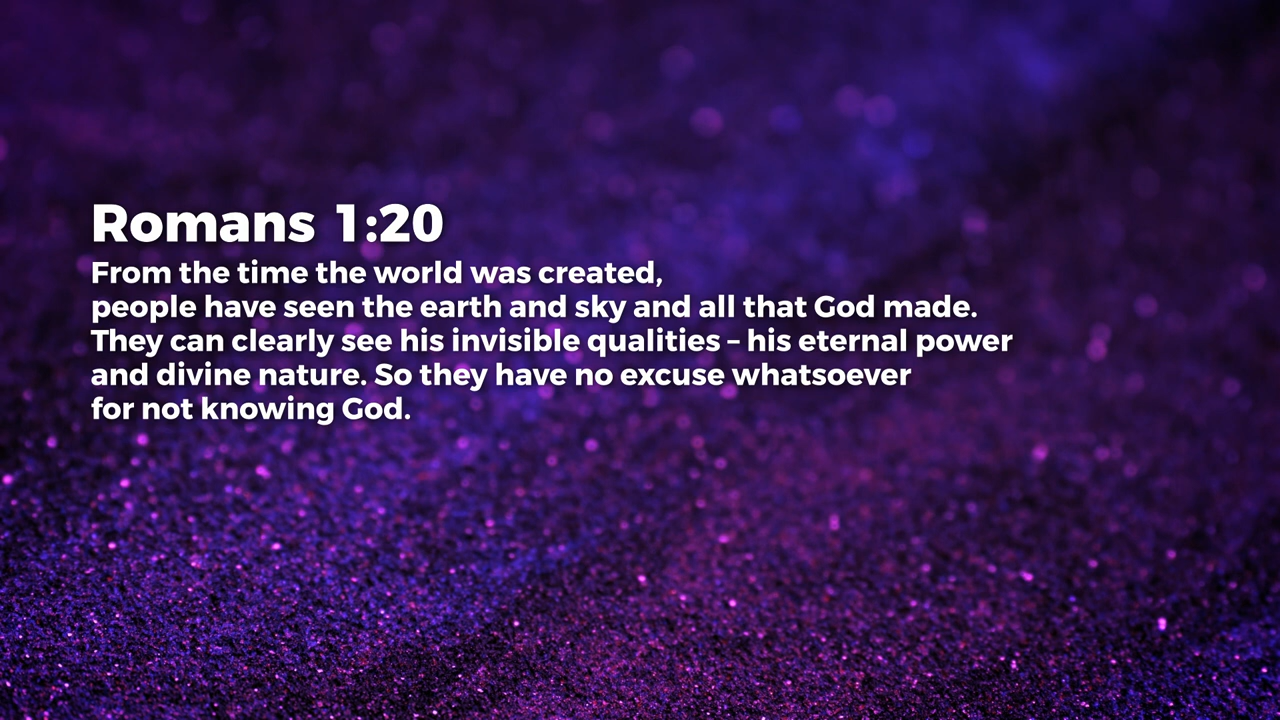 Romans 1:20
From the time the world was created,
people have seen the earth and sky and all that God made.
They can clearly see his invisible qualities – his eternal power
and divine nature. So they have no excuse whatsoever
for not knowing God.